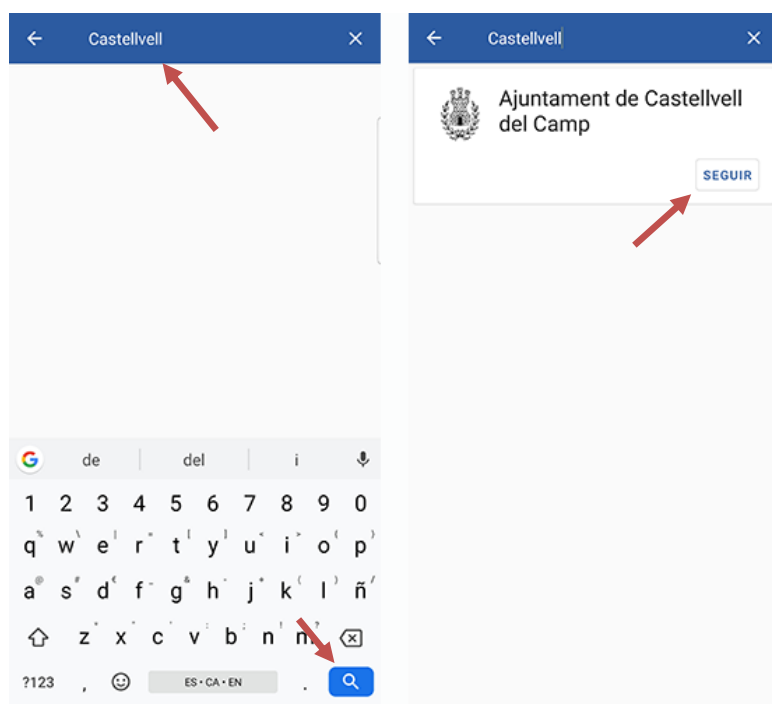 Castellvell
de del i
1 2 3 4 5 6 7 8 9 0
q w e r t y u i o p
a s d f g h j k l ñ
z x c v b n m
?123 , ES • CA • EN .
Castellvell
Ajuntament de Castellvell
del Camp
SEGUIR